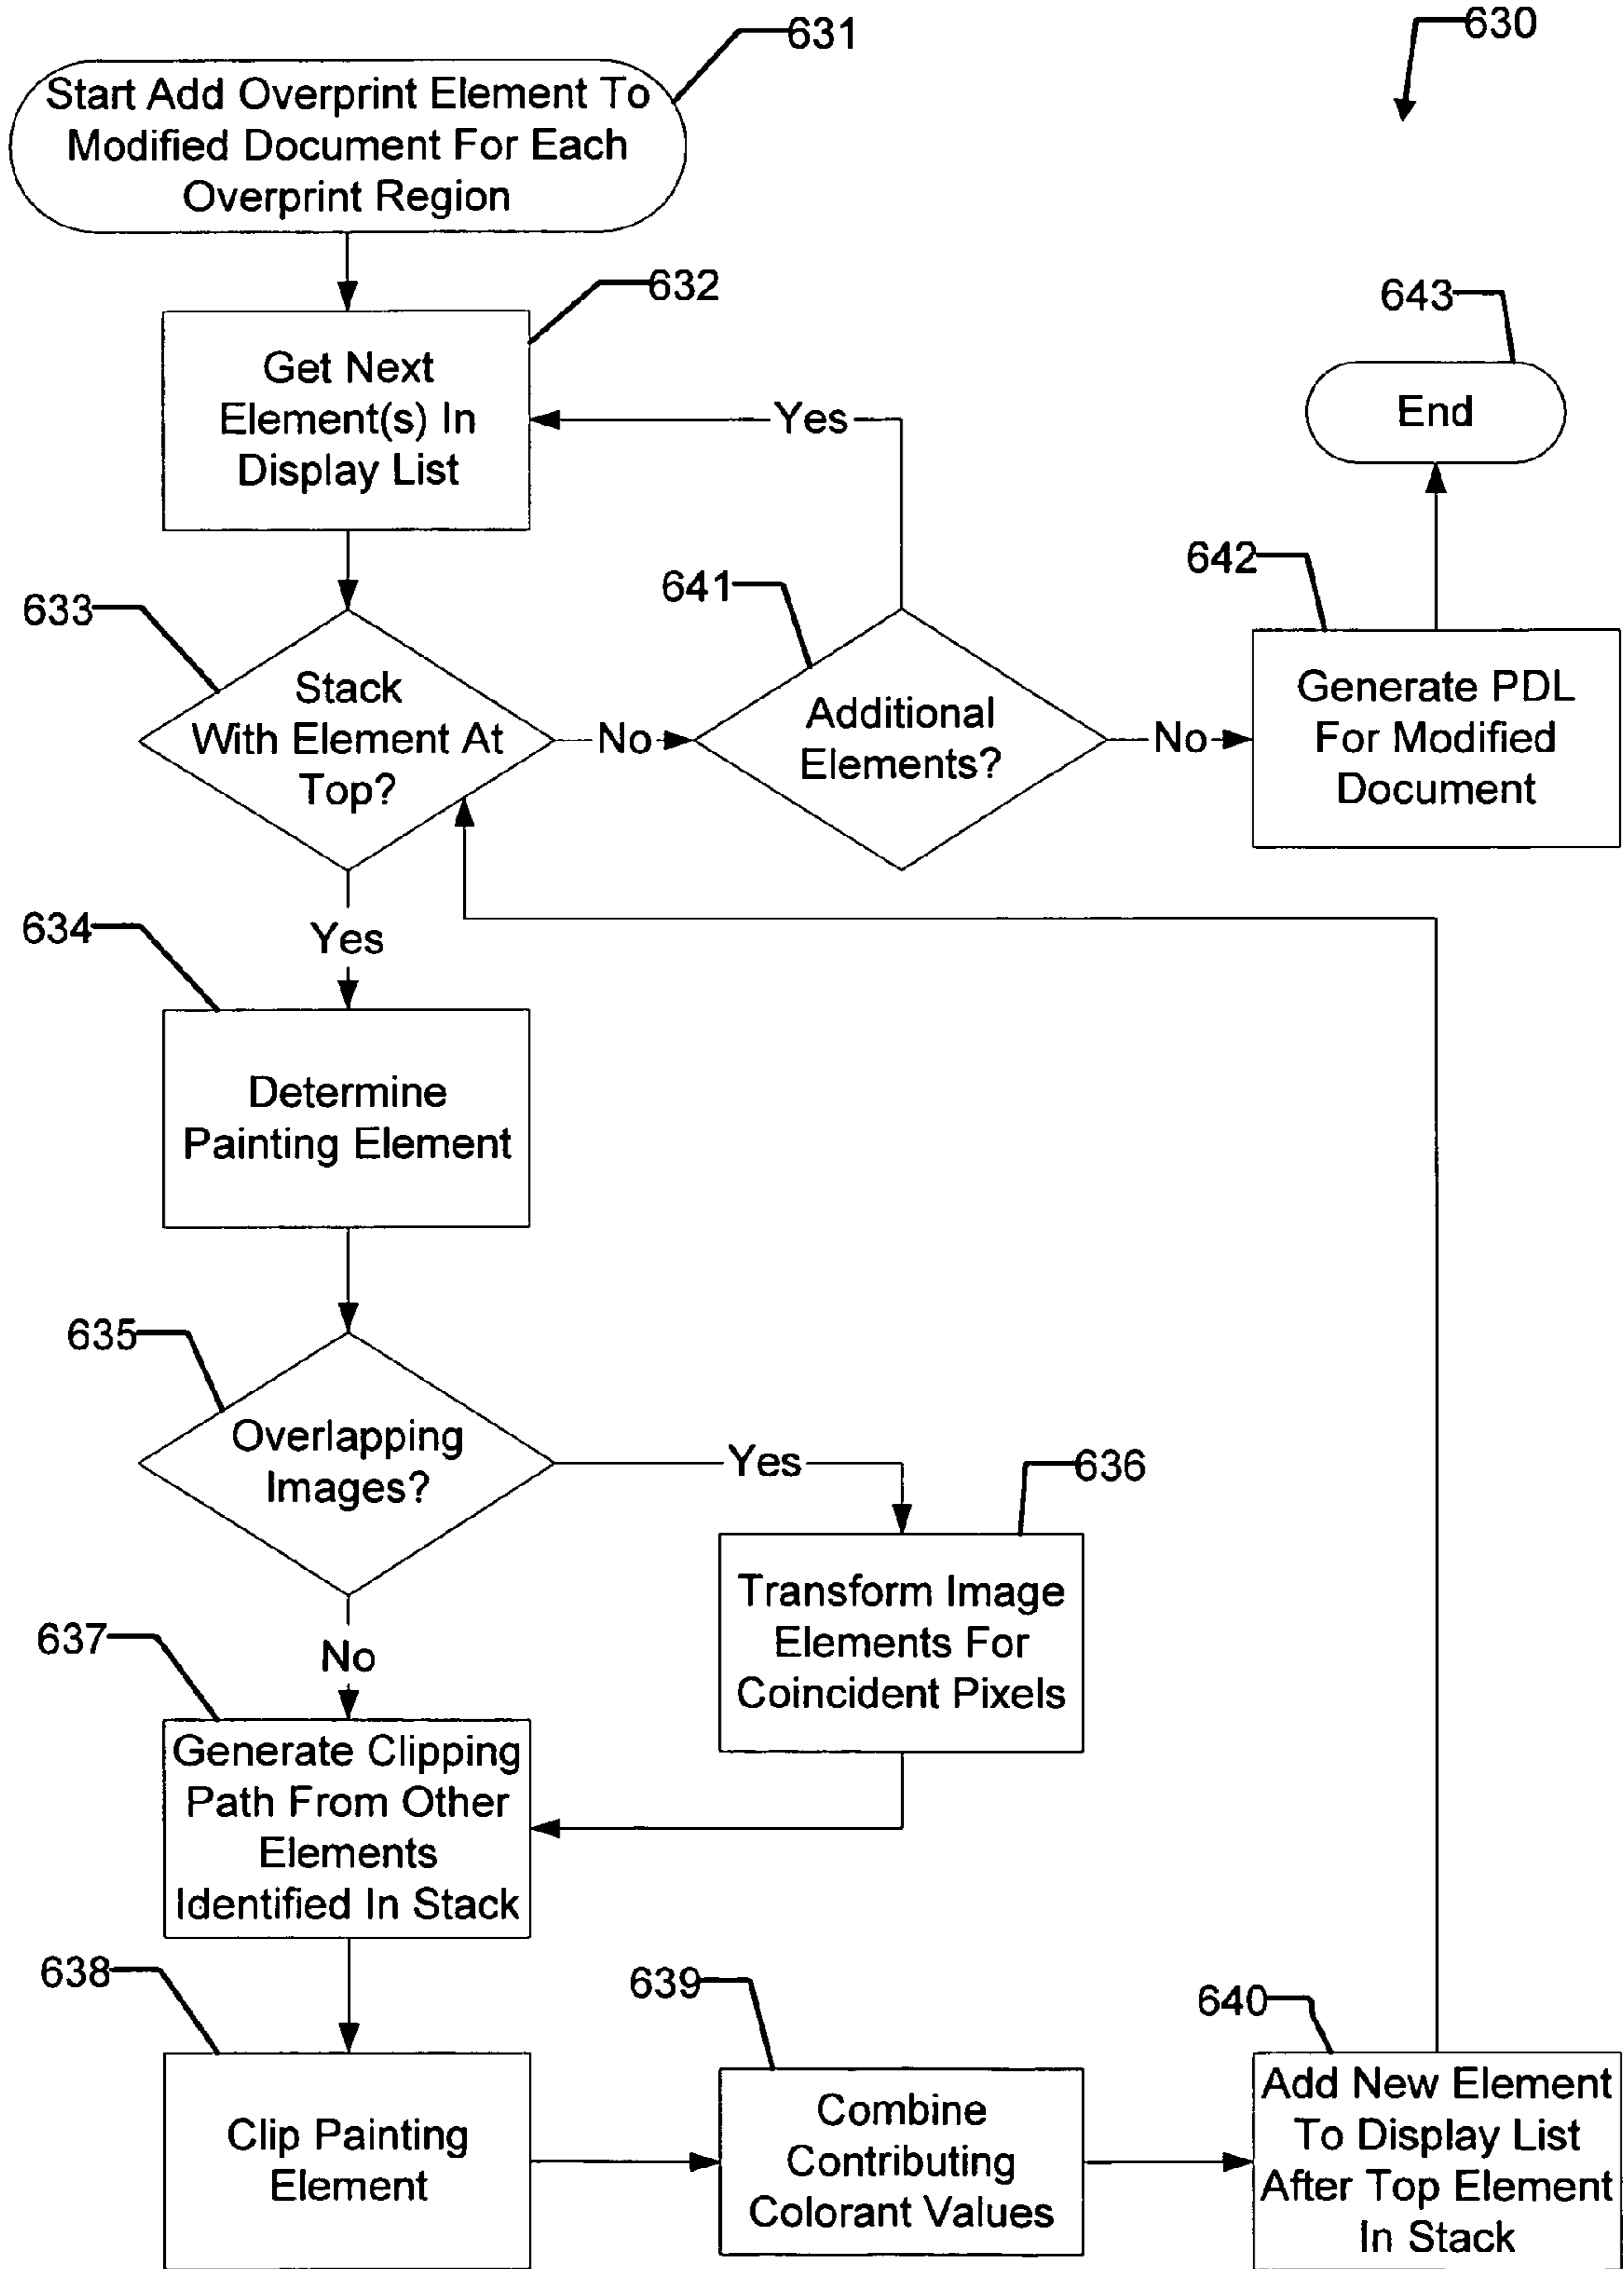 631
630
Start Add Overprint Element To
Modified Document For Each
Overprint Region
632
643
Get Next
Element(s) In
Display List
Yes
End
633
641
642
Stack
With Element At
Top?
No
Additional
Elements?
No
Generate PDL
For Modified
Document
634
Yes
Determine
Painting Element
635
Overlapping
Images?
Yes
636
Transform Image
Elements For
Coincident Pixels
637
No
Generate Clipping
Path From Other
Elements
Identified In Stack
638
639
640
Clip Painting
Element
Combine
Contributing
Colorant Values
Add New Element
To Display List
After Top Element
In Stack